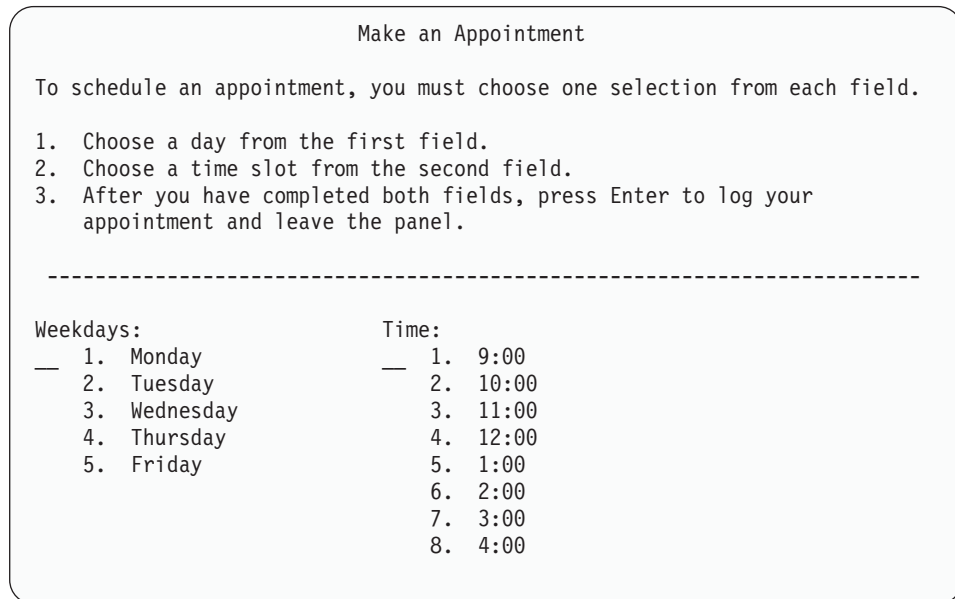 Make an Appointment
To schedule an appointment, you must choose one selection from each field.
1. Choose a day from the first field.
2. Choose a time slot from the second field.
3. After you have completed both fields, press Enter to log your
appointment and leave the panel.
-------------------------------------------------------------------------
Weekdays: Time:
__ 1. Monday __ 1. 9:00
2. Tuesday 2. 10:00
3. Wednesday 3. 11:00
4. Thursday 4. 12:00
5. Friday 5. 1:00
6. 2:00
7. 3:00
8. 4:00